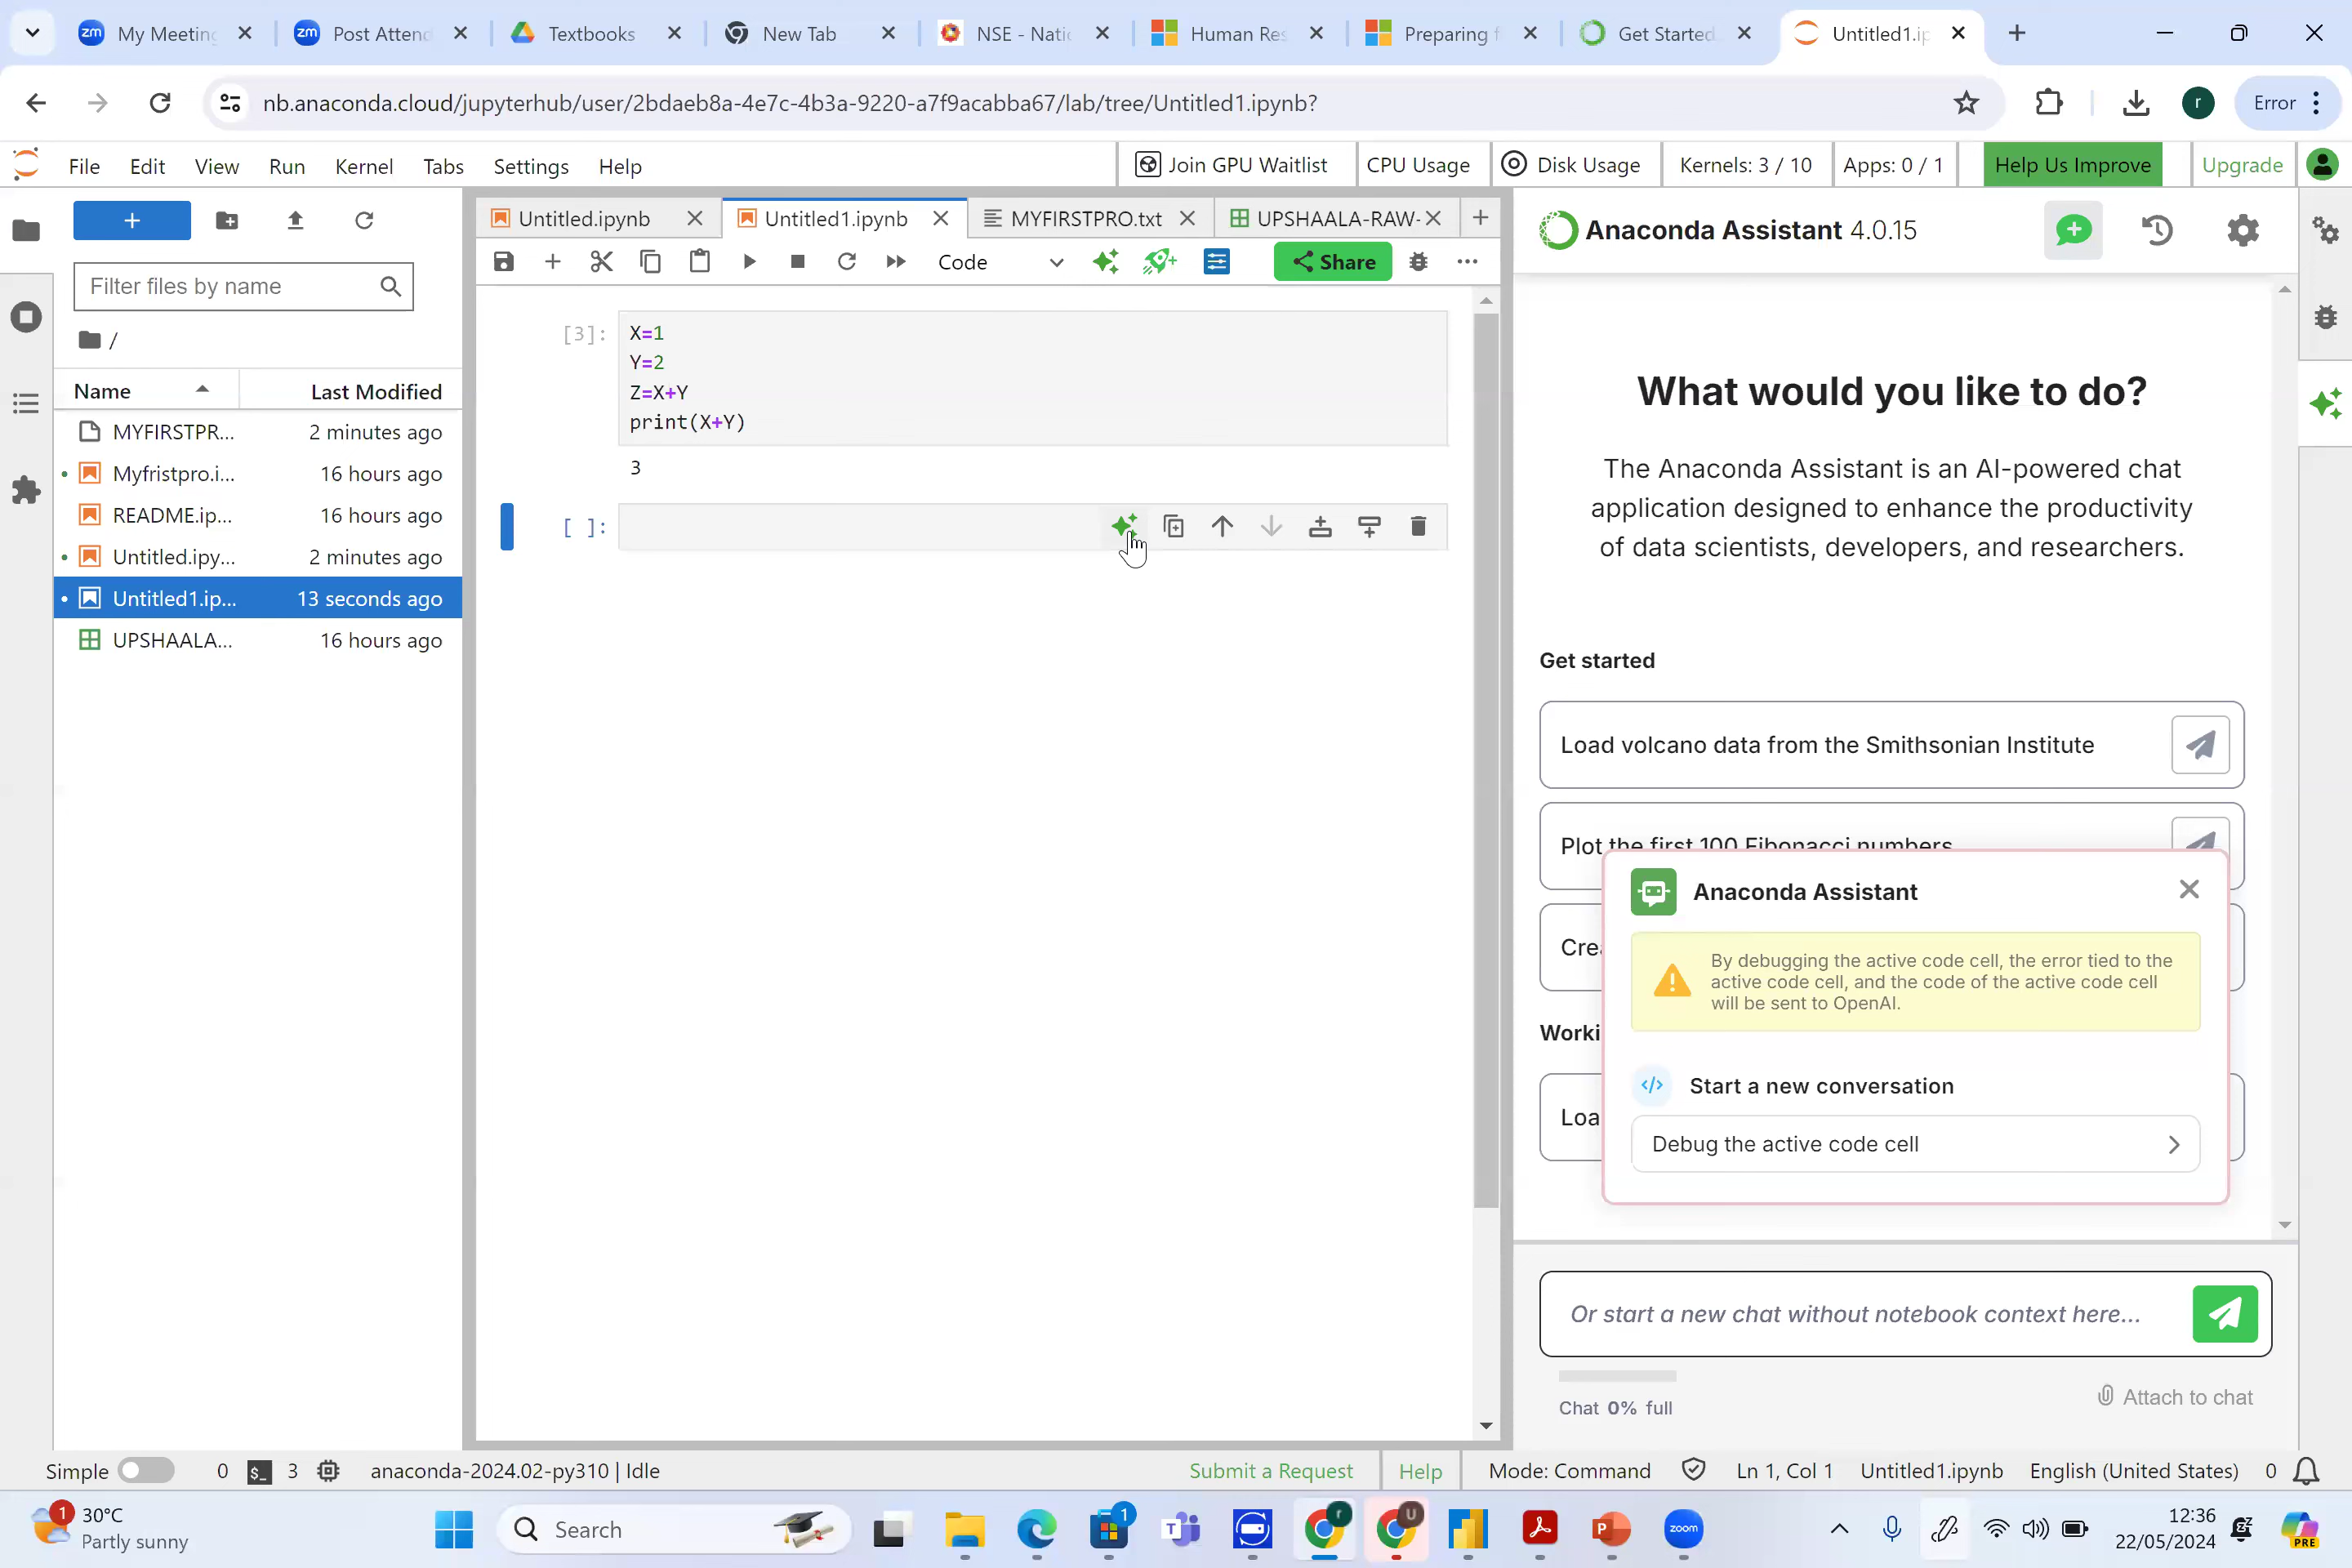 My Meeting
Post Attend
Textbooks
New Tab
NSE - Natio
Human Res
Preparing f
Get Started
Untitled1.ip
nb.anaconda.cloud/jupyterhub/user/2bdaeb8a-4e7c-4b3a-9220-a7f9acabba67/lab/tree/Untitled1.ipynb?
r
Error
File Edit View Run Kernel Tabs Settings Help
Join GPU Waitlist
CPU Usage
Disk Usage
Kernels: 3 / 10
Apps: 0 / 1
Help Us Improve
Upgrade
+
Untitled.ipynb
Untitled1.ipynb
MYFIRSTPRO.txt
UPSHAALA-RAW-
Code
Share
Filter files by name
/
Name
Last Modified
MYFIRSTPR... 2 minutes ago
Myfristpro.i... 16 hours ago
README.ip... 16 hours ago
Untitled.ipy... 2 minutes ago
Untitled1.ip... 13 seconds ago
UPSHAALA... 16 hours ago
[3]:
X=1
Y=2
Z=X+Y
print(X+Y)
3
[ ]:
Anaconda Assistant 4.0.15
What would you like to do?
The Anaconda Assistant is an AI-powered chat
application designed to enhance the productivity
of data scientists, developers, and researchers.
Get started
Load volcano data from the Smithsonian Institute
Plot the first 100 Fibonacci numbers
Crea
Worki
Loa
Anaconda Assistant
By debugging the active code cell, the error tied to the
active code cell, and the code of the active code cell
will be sent to OpenAI.
</> Start a new conversation
Debug the active code cell
Or start a new chat without notebook context here...
Chat 0% full
Attach to chat
Simple
0
$_
3
anaconda-2024.02-py310 | Idle
Submit a Request
Help
Mode: Command
Ln 1, Col 1
Untitled1.ipynb
English (United States)
0
1
30°C
Partly sunny
Search
1
T
r
U
P
zoom
12:36
22/05/2024
PRE